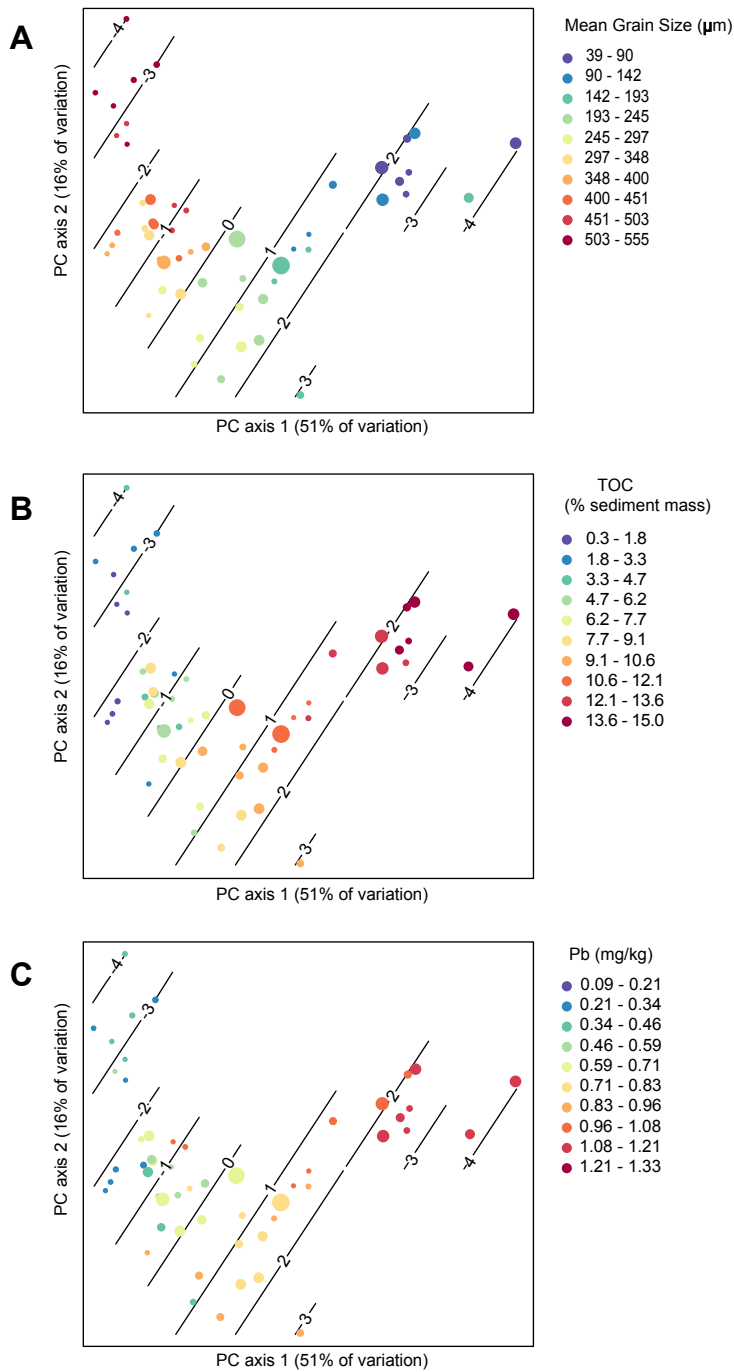 A
Mean Grain Size (μm)
39 - 90
90 - 142
142 - 193
193 - 245
245 - 297
297 - 348
348 - 400
400 - 451
451 - 503
503 - 555
-4
-3
-2
-1
0
1
2
2
-3
-4
-3
PC axis 2 (16% of variation)
PC axis 1 (51% of variation)
B
TOC
(% sediment mass)
0.3 - 1.8
1.8 - 3.3
3.3 - 4.7
4.7 - 6.2
6.2 - 7.7
7.7 - 9.1
9.1 - 10.6
10.6 - 12.1
12.1 - 13.6
13.6 - 15.0
-4
-3
-2
-1
0
1
2
2
-3
-4
-3
PC axis 2 (16% of variation)
PC axis 1 (51% of variation)
C
Pb (mg/kg)
0.09 - 0.21
0.21 - 0.34
0.34 - 0.46
0.46 - 0.59
0.59 - 0.71
0.71 - 0.83
0.83 - 0.96
0.96 - 1.08
1.08 - 1.21
1.21 - 1.33
-4
-3
-2
-1
0
1
2
2
-3
-4
-3
PC axis 2 (16% of variation)
PC axis 1 (51% of variation)